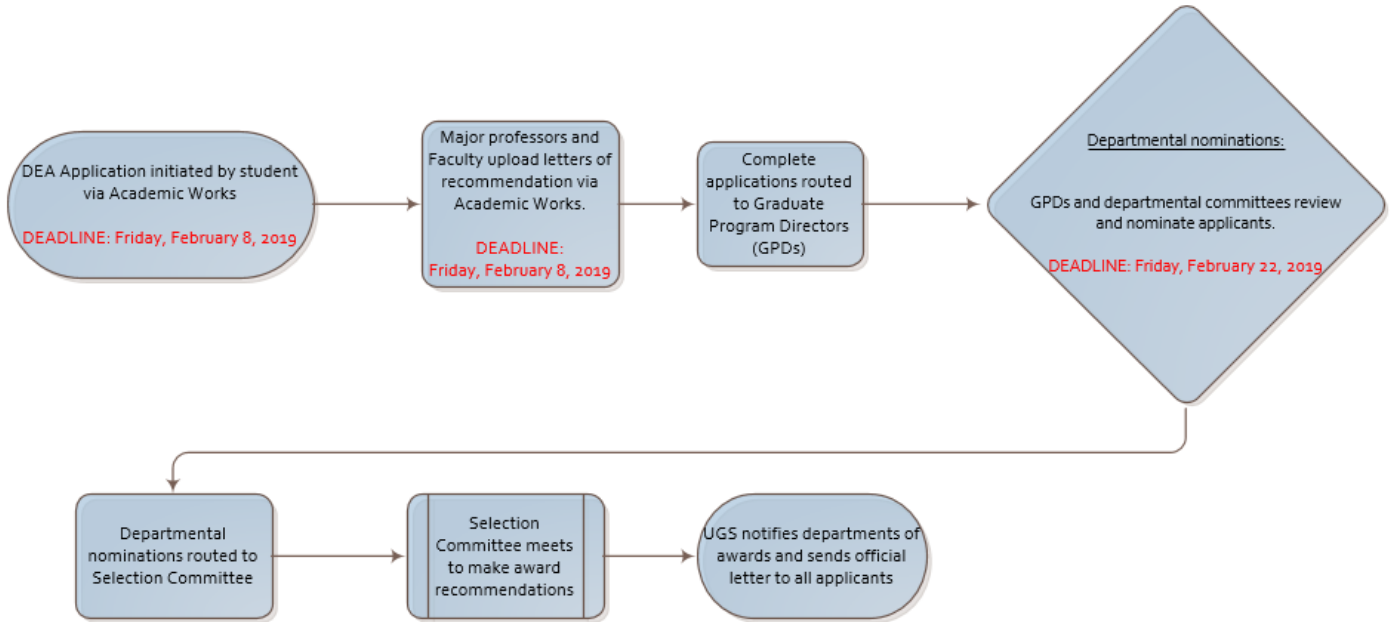 DEA Application initiated by student
via Academic Works
DEADLINE: Friday, February 8, 2019
Major professors and
Faculty upload letters of
recommendation via
Academic Works.
DEADLINE:
Friday, February 8, 2019
Complete
applications routed
to Graduate
Program Directors
(GPDs)
Departmental nominations:
GPDs and departmental committees review
and nominate applicants.
DEADLINE: Friday, February 22, 2019
Departmental
nominations routed to
Selection Committee
Selection
Committee meets
to make award
recommendations
UGS notifies departments of
awards and sends official
letter to all applicants